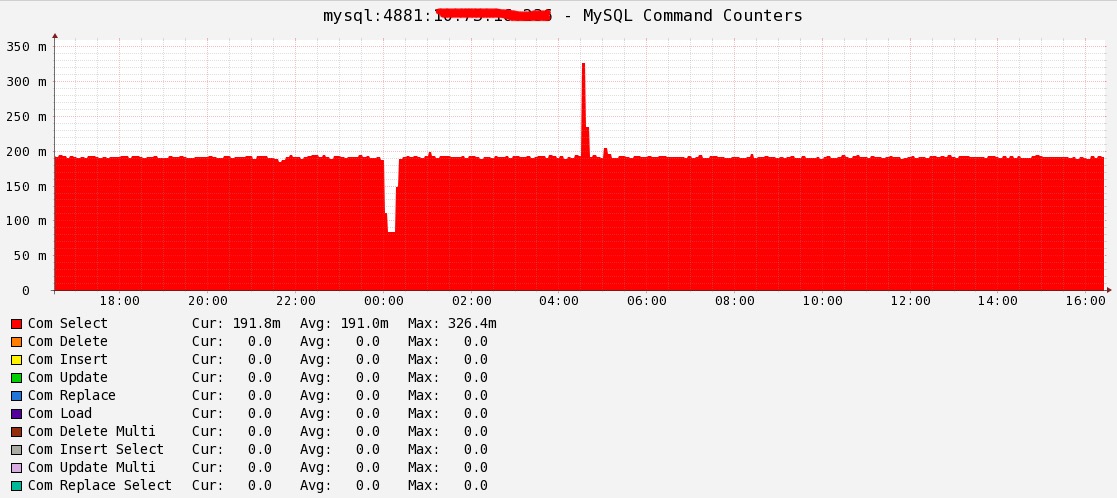 mysql:4881: - MySQL Command Counters
350 m
300 m
250 m
200 m
150 m
100 m
50 m
0
18:00 20:00 22:00 00:00 02:00 04:00 06:00 08:00 10:00 12:00 14:00 16:00
Com Select Cur: 191.8m Avg: 191.0m Max: 326.4m
Com Delete Cur: 0.0 Avg: 0.0 Max: 0.0
Com Insert Cur: 0.0 Avg: 0.0 Max: 0.0
Com Update Cur: 0.0 Avg: 0.0 Max: 0.0
Com Replace Cur: 0.0 Avg: 0.0 Max: 0.0
Com Load Cur: 0.0 Avg: 0.0 Max: 0.0
Com Delete Multi Cur: 0.0 Avg: 0.0 Max: 0.0
Com Insert Select Cur: 0.0 Avg: 0.0 Max: 0.0
Com Update Multi Cur: 0.0 Avg: 0.0 Max: 0.0
Com Replace Select Cur: 0.0 Avg: 0.0 Max: 0.0